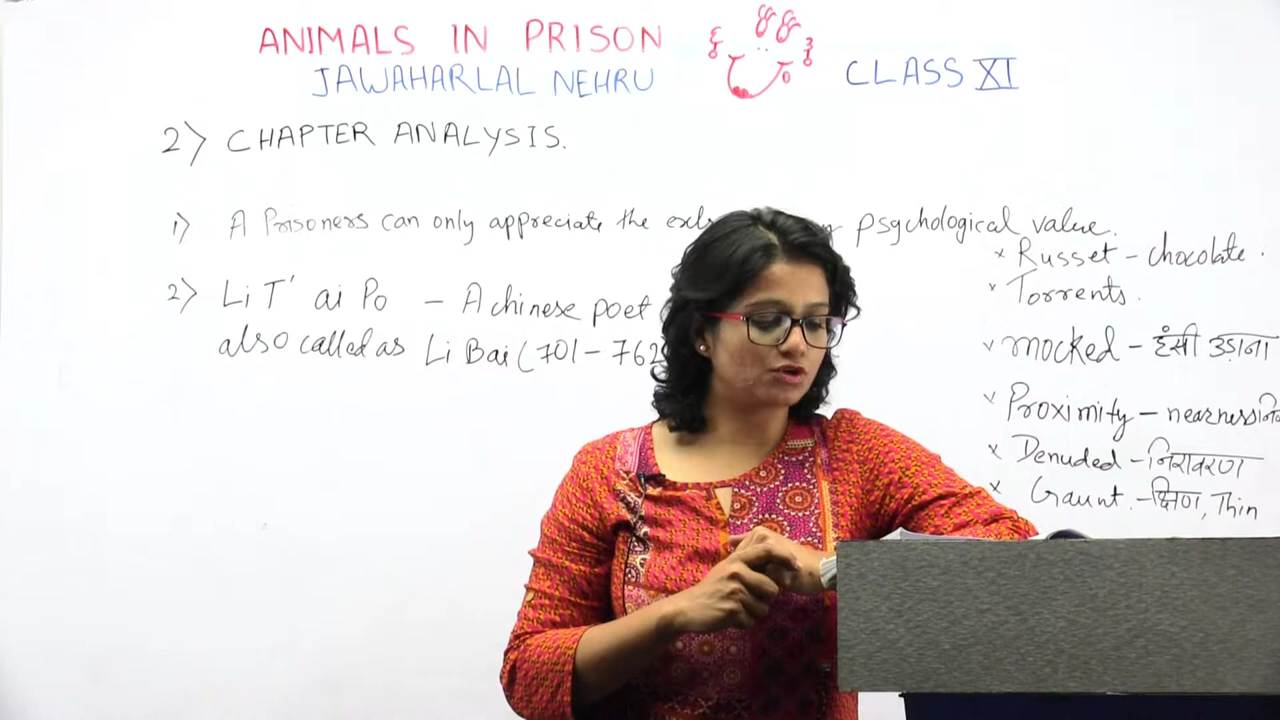 ANIMALS IN PRISON
JAWAHARLAL NEHRU
CLASS XI
2) CHAPTER ANALYSIS.
1) A Prisoners can only appreciate the psgchological value.
2) Li T' ai Po - A chinese poet
also called as Li Bai (701 - 762
x Russet - chocolate.
x Torrents.
x mocked - हंसी उड़ाना
x Proximity - nearness
x Denuded - निरावरण
x Gaunt. - क्षिण, Thin